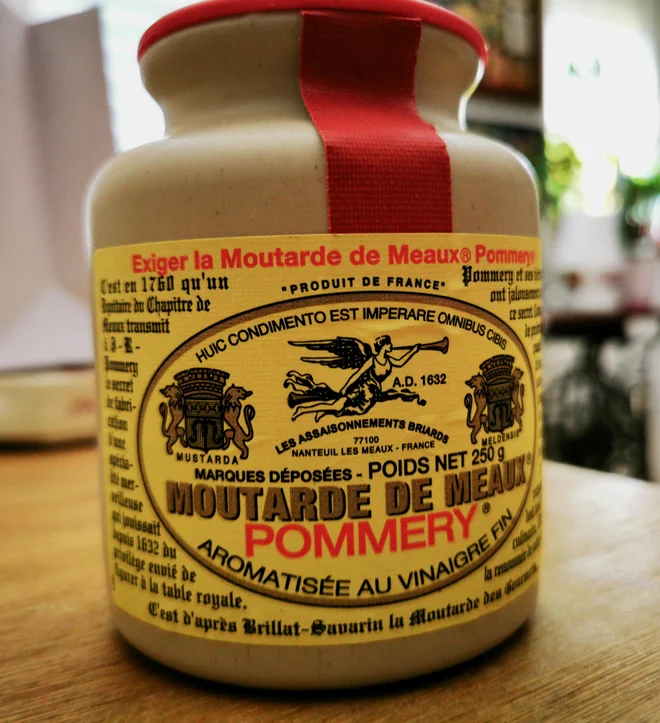 Exiger la Moutarde de Meaux® Pommery®
C'est en 1760 qu'un
Dignitaire du Chapitre de
Meaux transmit
à J-R-
Pommery
le secret
de fabri-
cation
d'une
spécia-
lité mer-
veilleuse
qui jouissait
depuis 1632 du
privilège envié de
figurer à la table royale.
"PRODUIT DE FRANCE"
HUIC CONDIMENTO EST IMPERARE OMNIBUS CIBIS
A.D. 1632
MUSTARDA
MELDENSIS
LES ASSAISONNEMENTS BRIARDS
77100
NANTEUIL LES MEAUX - FRANCE
MARQUES DÉPOSÉES - POIDS NET 250 g
MOUTARDE DE MEAUX®
POMMERY®
AROMATISÉE AU VINAIGRE FIN
Pommery et ses
ont
ce secret
la renommée
C'est d'après Brillat-Savarin la Moutarde des Gourmets.